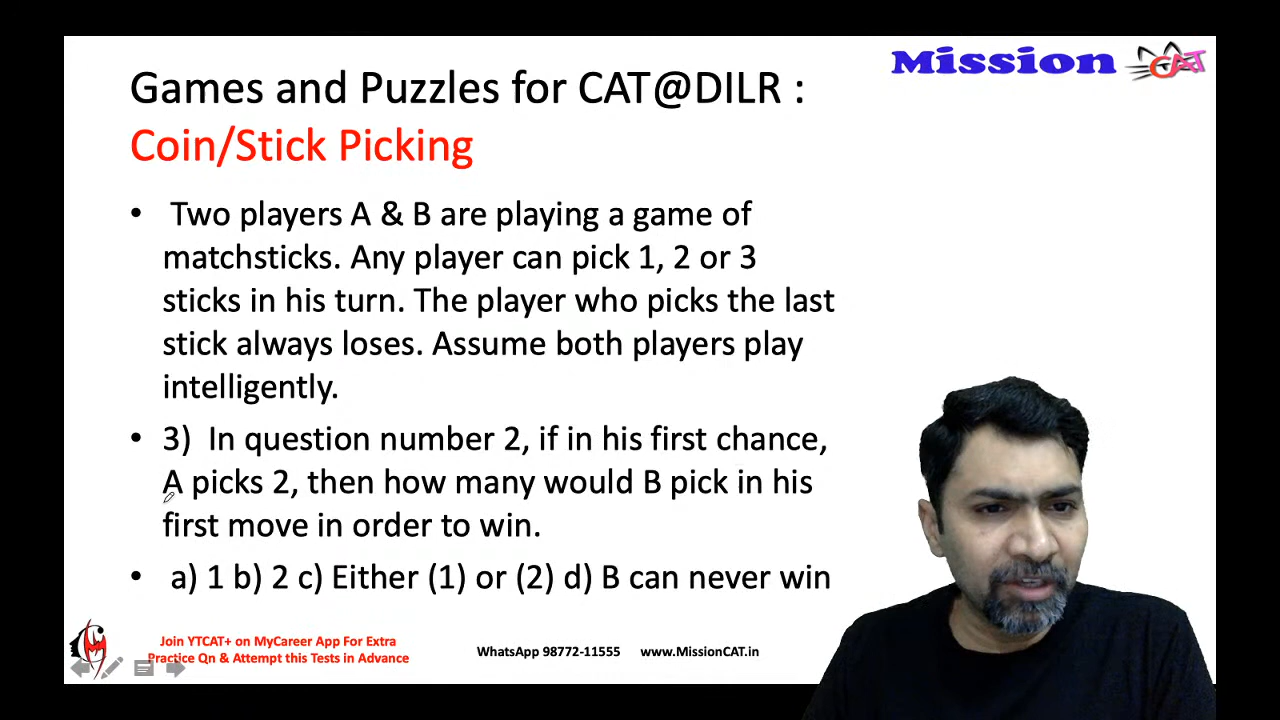 Mission
CAT
Games and Puzzles for CAT@DILR :
Coin/Stick Picking
• Two players A & B are playing a game of
matchsticks. Any player can pick 1, 2 or 3
sticks in his turn. The player who picks the last
stick always loses. Assume both players play
intelligently.
• 3) In question number 2, if in his first chance,
A picks 2, then how many would B pick in his
first move in order to win.
• a) 1 b) 2 c) Either (1) or (2) d) B can never win
Join YTCAT+ on MyCareer App For Extra
Practice Qn & Attempt this Tests in Advance
WhatsApp 98772-11555 www.MissionCAT.in